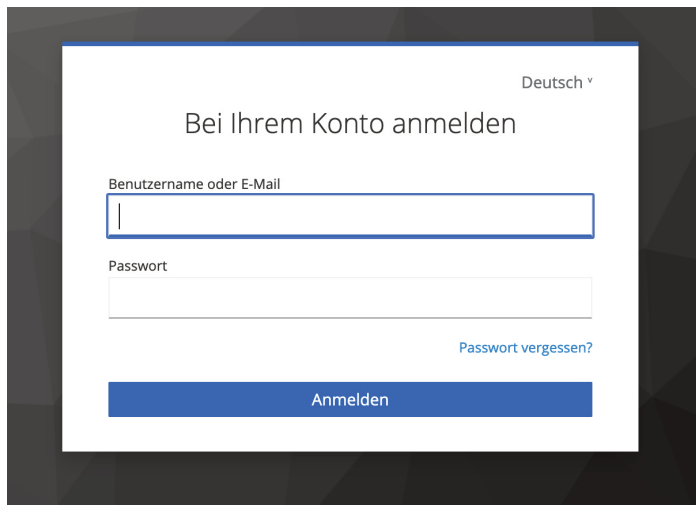 Deutsch
Bei Ihrem Konto anmelden
Benutzername oder E-Mail
Passwort
Passwort vergessen?
Anmelden